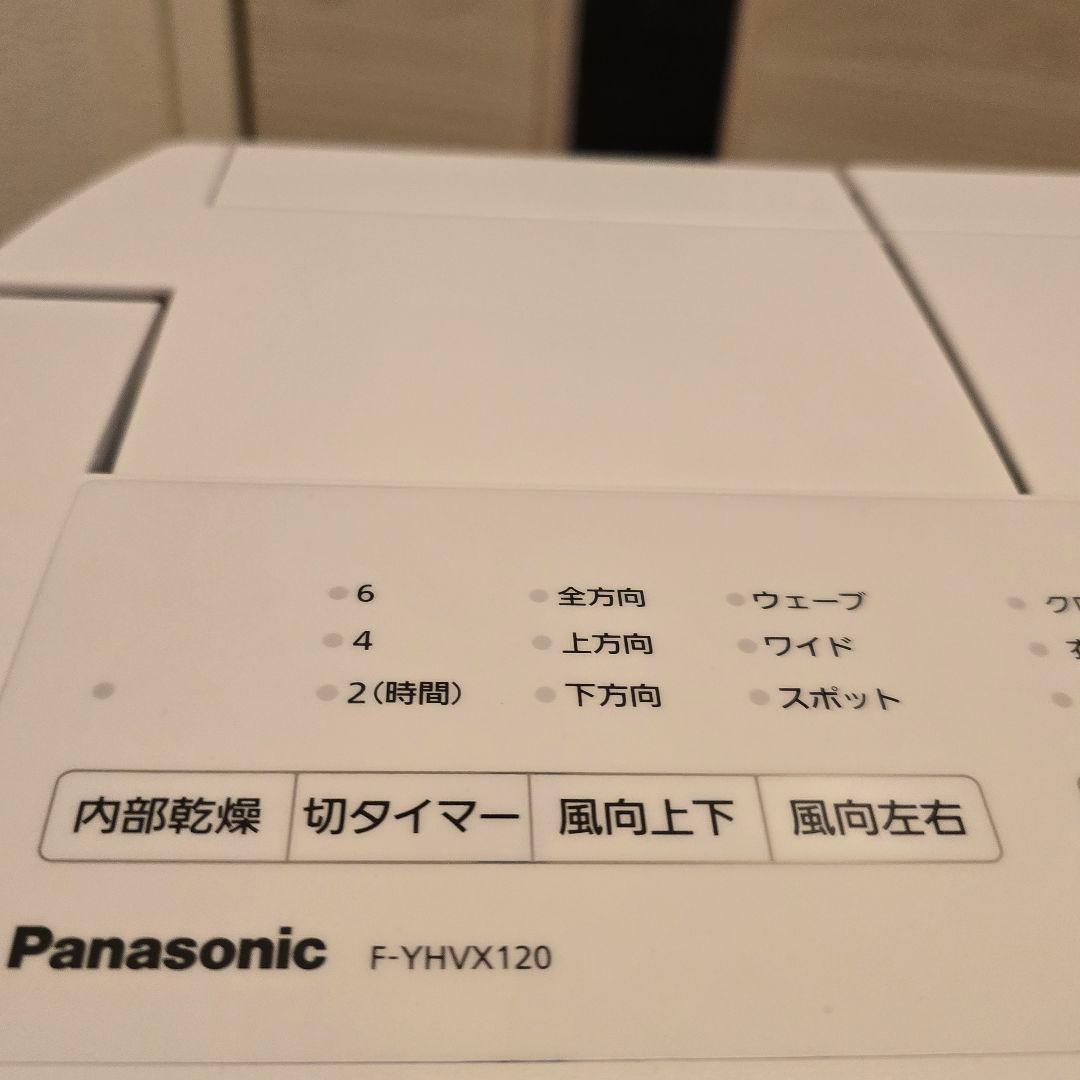 6 全方向 ウェーブ
4 上方向 ワイド
2(時間) 下方向 スポット
内部乾燥 切タイマー 風向上下 風向左右
Panasonic F-YHVX120